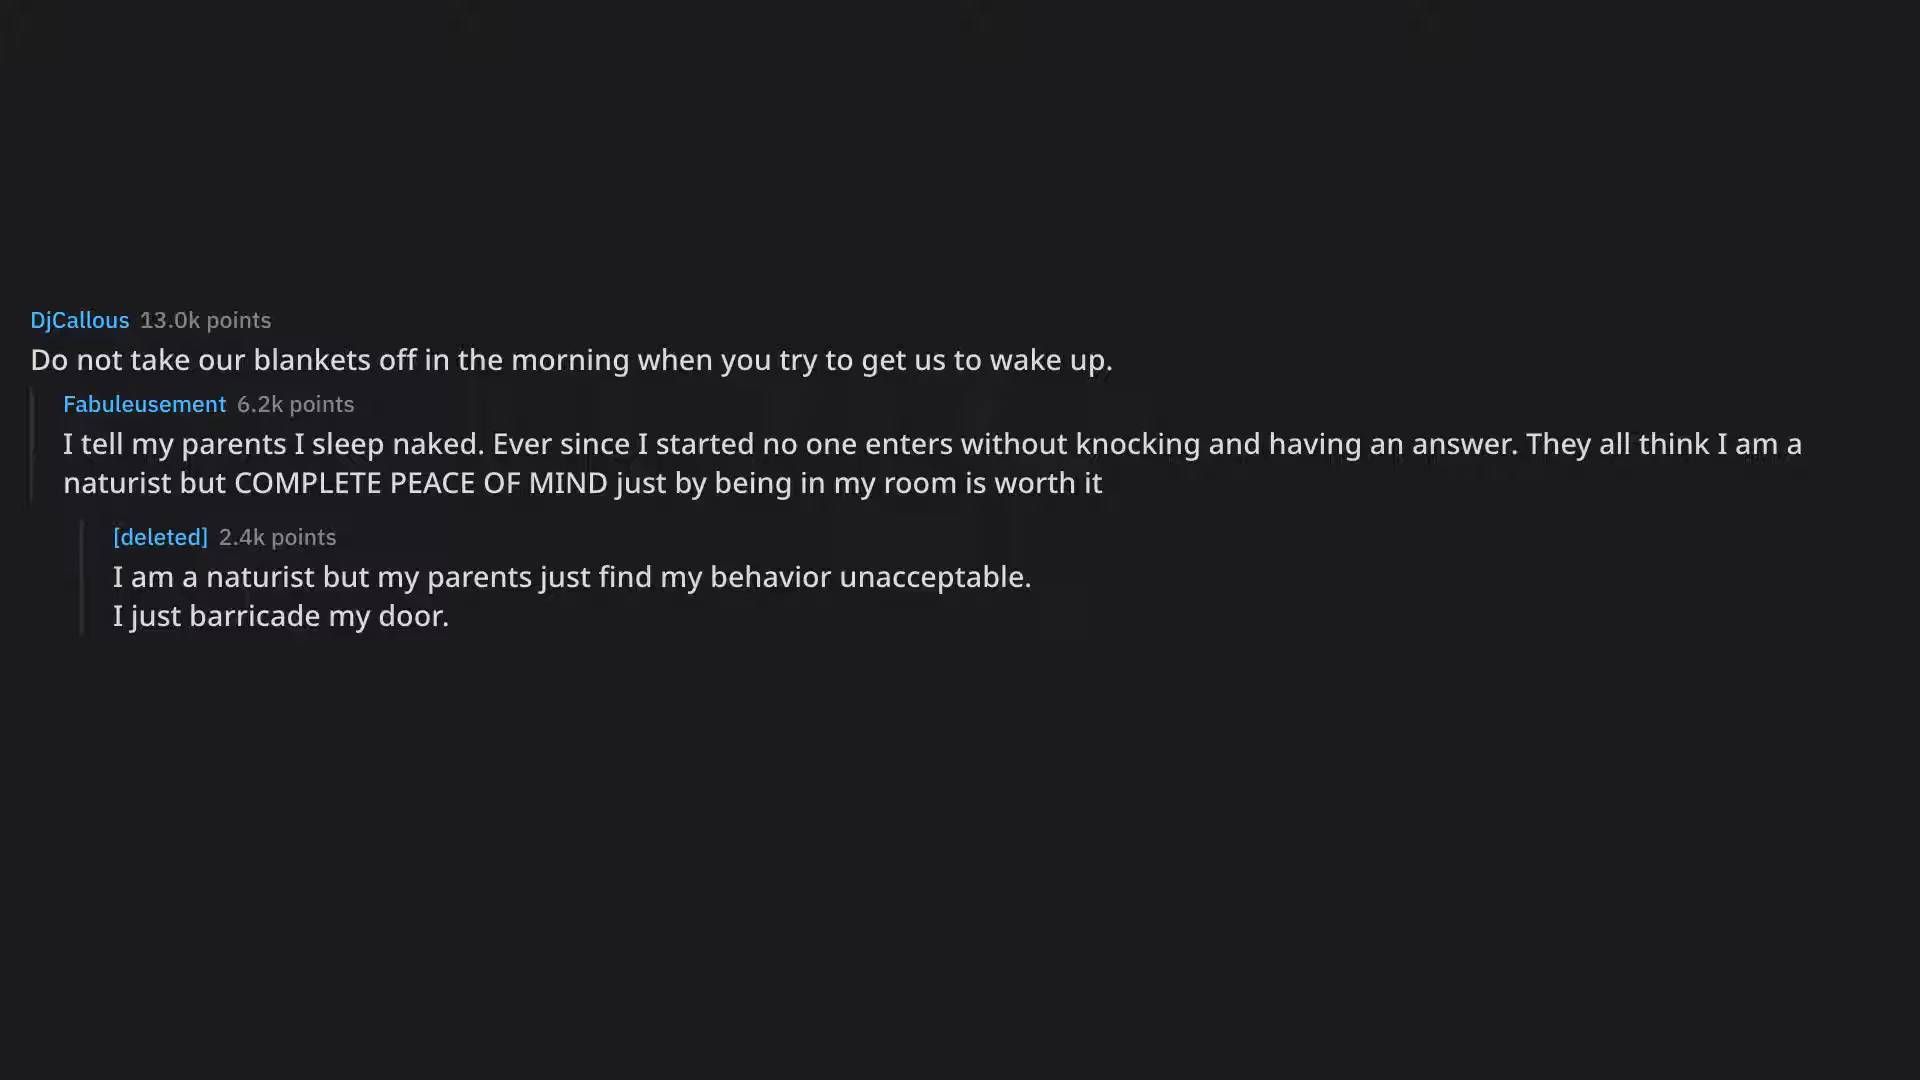 DjCallous 13.0k points
Do not take our blankets off in the morning when you try to get us to wake up.
Fabuleusement 6.2k points
I tell my parents I sleep naked. Ever since I started no one enters without knocking and having an answer. They all think I am a
naturist but COMPLETE PEACE OF MIND just by being in my room is worth it
[deleted] 2.4k points
I am a naturist but my parents just find my behavior unacceptable.
I just barricade my door.